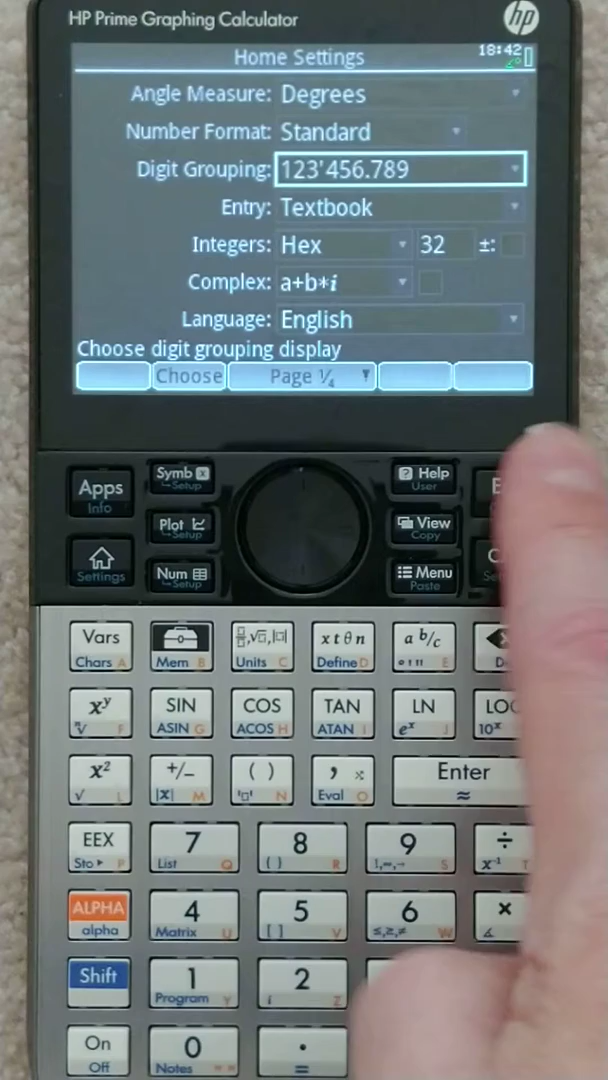 HP Prime Graphing Calculator
hp
Home Settings 18:42
Angle Measure: Degrees
Number Format: Standard
Digit Grouping: 123'456.789
Entry: Textbook
Integers: Hex 32 ±:
Complex: a+b*i
Language: English
Choose digit grouping display
Choose Page ¼
Apps
Info
Symb
Setup
Help
User
Plot
Setup
View
Copy
Settings
Num
Setup
Menu
Paste
Vars
Chars A
Mem B
Units C
x t θ n
Define D
a b/c
E
xʸ
F
SIN
ASIN G
COS
ACOS H
TAN
ATAN I
LN
eˣ J
10ˣ
x²
√ L
+/−
|x| M
( )
N
,
Eval O
Enter
≈
EEX
Sto ▸ P
7
List Q
8
{ } R
9
S
÷
x⁻¹ T
ALPHA
alpha
4
Matrix U
5
[ ] V
6
≤,≥,≠ W
×
∡
Shift
1
Program Y
2
i Z
On
Off
0
Notes " "
.
=